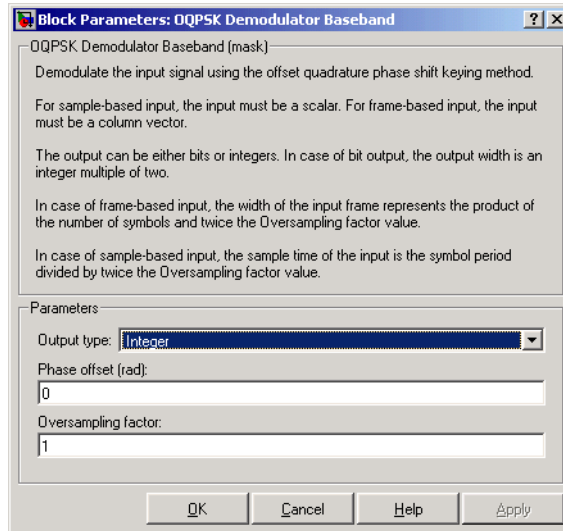 Block Parameters: OQPSK Demodulator Baseband
OQPSK Demodulator Baseband (mask)
Demodulate the input signal using the offset quadrature phase shift keying method.
For sample-based input, the input must be a scalar. For frame-based input, the input
must be a column vector.
The output can be either bits or integers. In case of bit output, the output width is an
integer multiple of two.
In case of frame-based input, the width of the input frame represents the product of
the number of symbols and twice the Oversampling factor value.
In case of sample-based input, the sample time of the input is the symbol period
divided by twice the Oversampling factor value.
Parameters
Output type: Integer
Phase offset (rad):
0
Oversampling factor:
1
OK Cancel Help Apply